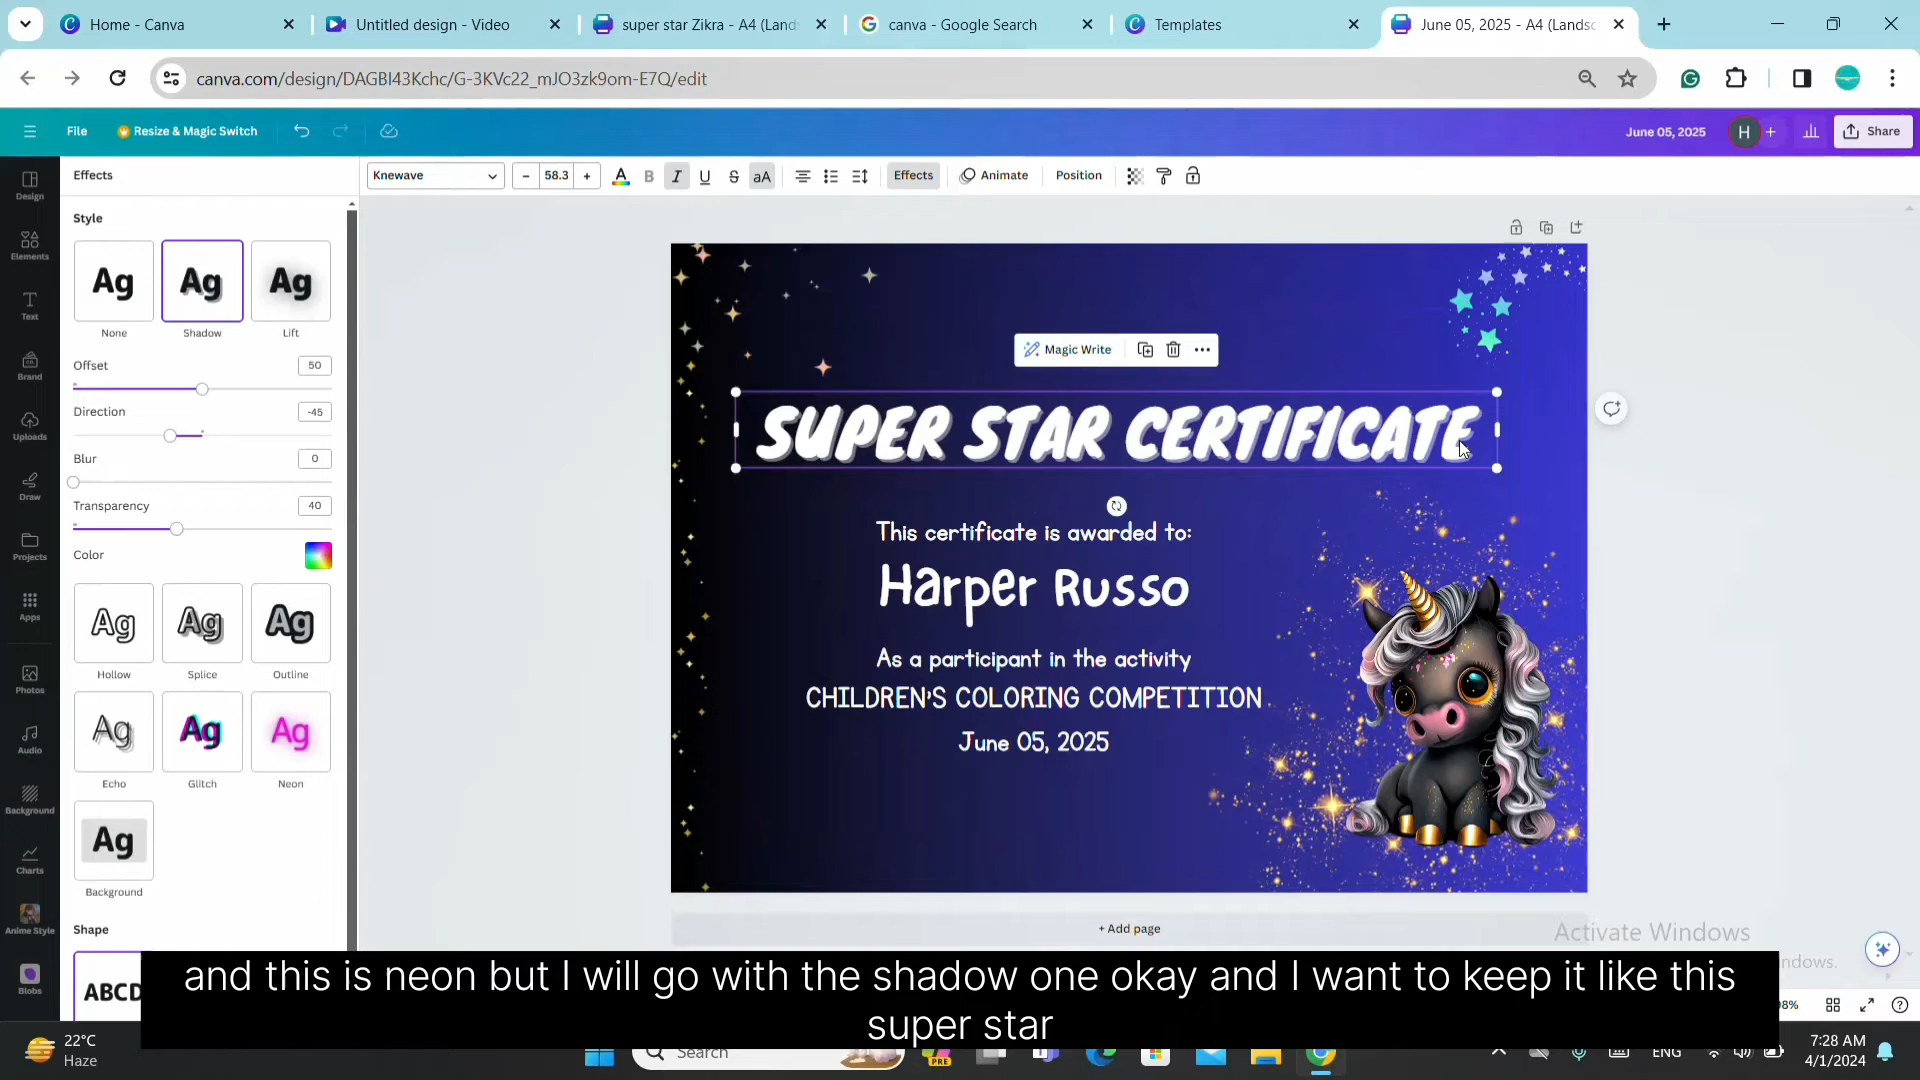 Home - Canva
Untitled design - Video
super star Zikra - A4 (Lands
canva - Google Search
Templates
June 05, 2025 - A4 (Landsc
canva.com/design/DAGBI43Kchc/G-3KVc22_mJO3zk9om-E7Q/edit
File
Resize & Magic Switch
June 05, 2025
H
Share
Effects
Knewave
58.3
B
I
U
S
aA
Effects
Animate
Position
Design
Elements
Text
Brand
Uploads
Draw
Projects
Apps
Photos
Audio
Background
Charts
Anime Style
Blobs
Style
Ag
Ag
Ag
None
Shadow
Lift
Offset
50
Direction
-45
Blur
0
Transparency
40
Color
Ag
Ag
Ag
Hollow
Splice
Outline
Ag
Ag
Ag
Echo
Glitch
Neon
Ag
Background
Shape
ABCD
Magic Write
SUPER STAR CERTIFICATE
This certificate is awarded to:
Harper Russo
As a participant in the activity
CHILDREN'S COLORING COMPETITION
June 05, 2025
+ Add page
Activate Windows
and this is neon but I will go with the shadow one okay and I want to keep it like this
super star
22°C
Haze
Search
PRE
ENG
7:28 AM
4/1/2024